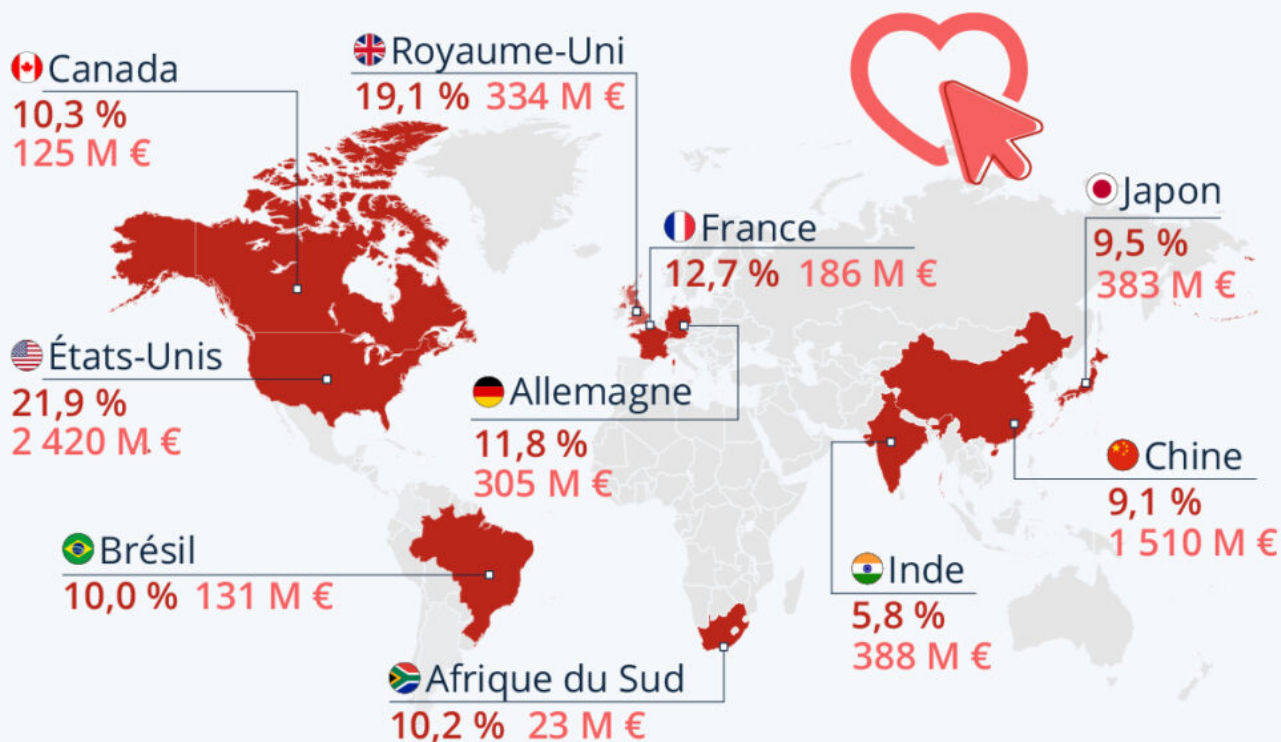 Canada
10,3 %
125 M €
Royaume-Uni
19,1 % 334 M €
France
12,7 % 186 M €
Japon
9,5 %
383 M €
États-Unis
21,9 %
2 420 M €
Allemagne
11,8 %
305 M €
Chine
9,1 %
1 510 M €
Brésil
10,0 % 131 M €
Inde
5,8 %
388 M €
Afrique du Sud
10,2 % 23 M €